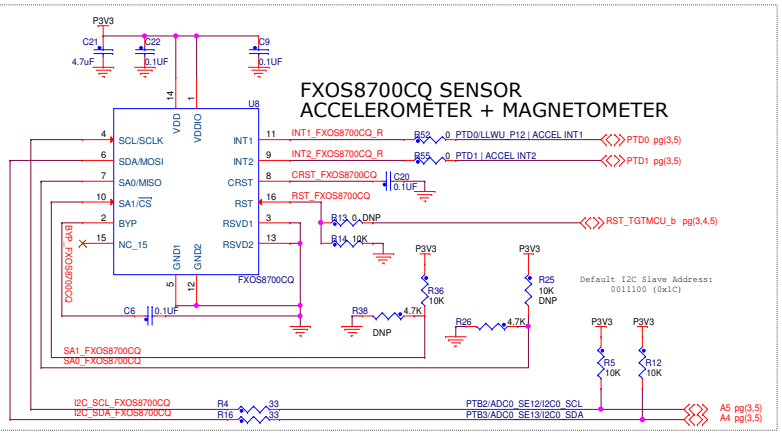 P3V3
C21
4.7uF
C22
0.1UF
C9
0.1UF
14
1
U8
VDD
VDDIO
FXOS8700CQ SENSOR
ACCELEROMETER + MAGNETOMETER
4 SCL/SCLK
6 SDA/MOSI
7 SA0/MISO
10 SA1/CS
2 BYP
15 NC_15
INT1 11 INT1_FXOS8700CQ_R
INT2 9 INT2_FXOS8700CQ_R
CRST 8 CRST_FXOS8700CQ
RST 16 RST_FXOS8700CQ
RSVD1 3
RSVD2 13
GND1
GND2
5
12
FXOS8700CQ
R52 0 PTD0/LLWU_P12 | ACCEL INT1
PTD0 pg(3,5)
R55 0 PTD1 | ACCEL INT2
PTD1 pg(3,5)
C20
0.1UF
R13 0 DNP
RST_TGTMCU_b pg(3,4,5)
R14 10K
BYP_FXOS8700CQ
C6 0.1UF
P3V3
R36
10K
P3V3
R25
10K
DNP
R38 4.7K
DNP
R26 4.7K
Default I2C Slave Address:
0011100 (0x1C)
P3V3
P3V3
R5
10K
R12
10K
SA1_FXOS8700CQ
SA0_FXOS8700CQ
I2C_SCL_FXOS8700CQ R4 33 PTB2/ADC0_SE12/I2C0_SCL A5 pg(3,5)
I2C_SDA_FXOS8700CQ R16 33 PTB3/ADC0_SE13/I2C0_SDA A4 pg(3,5)